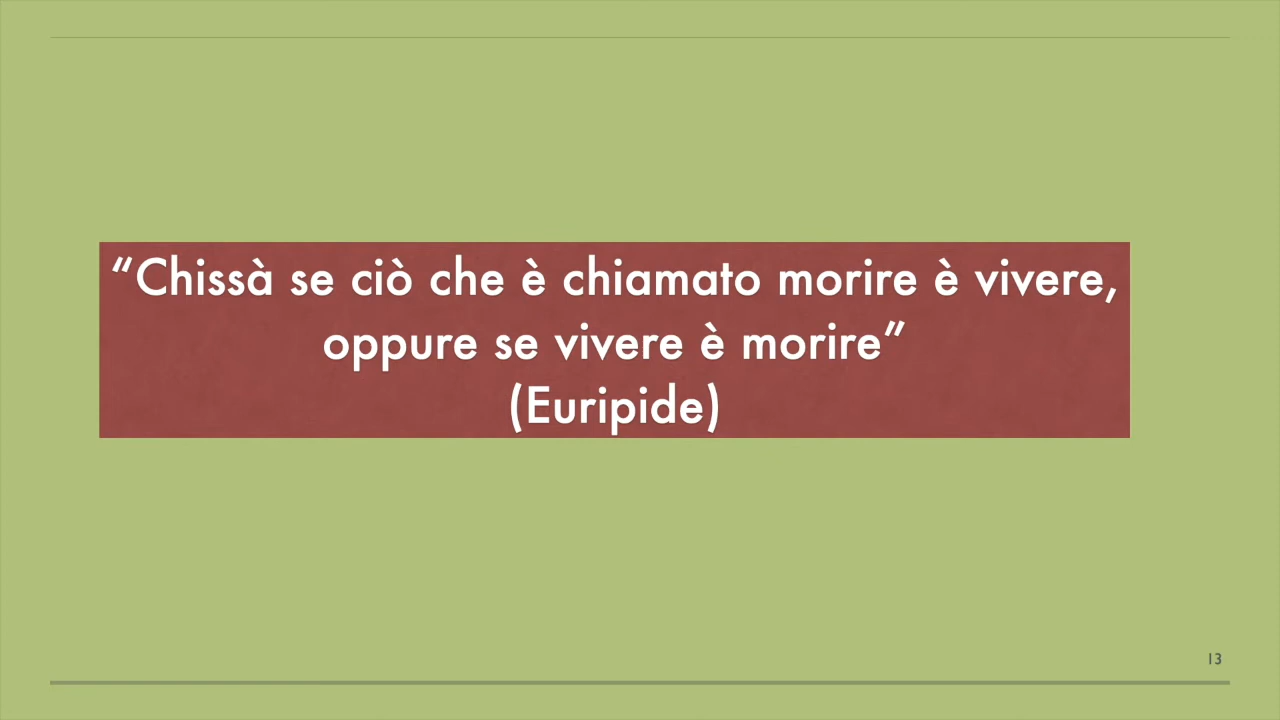 “Chissà se ciò che è chiamato morire è vivere,
oppure se vivere è morire”
(Euripide)
13